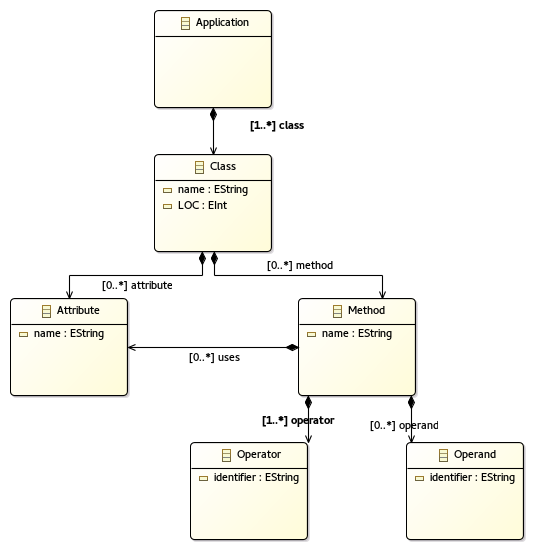 Application
[1..*] class
Class
name : EString
LOC : EInt
[0..*] attribute
[0..*] method
Attribute
name : EString
Method
name : EString
[0..*] uses
[1..*] operator
[0..*] operand
Operator
identifier : EString
Operand
identifier : EString